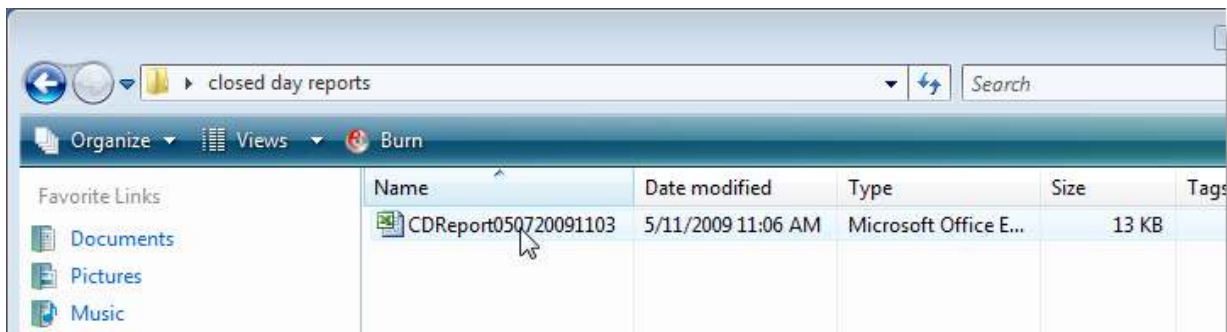 closed day reports
Search
Organize Views Burn
Favorite Links
Name Date modified Type Size Tags
CDReport050720091103 5/11/2009 11:06 AM Microsoft Office E... 13 KB
Documents
Pictures
Music